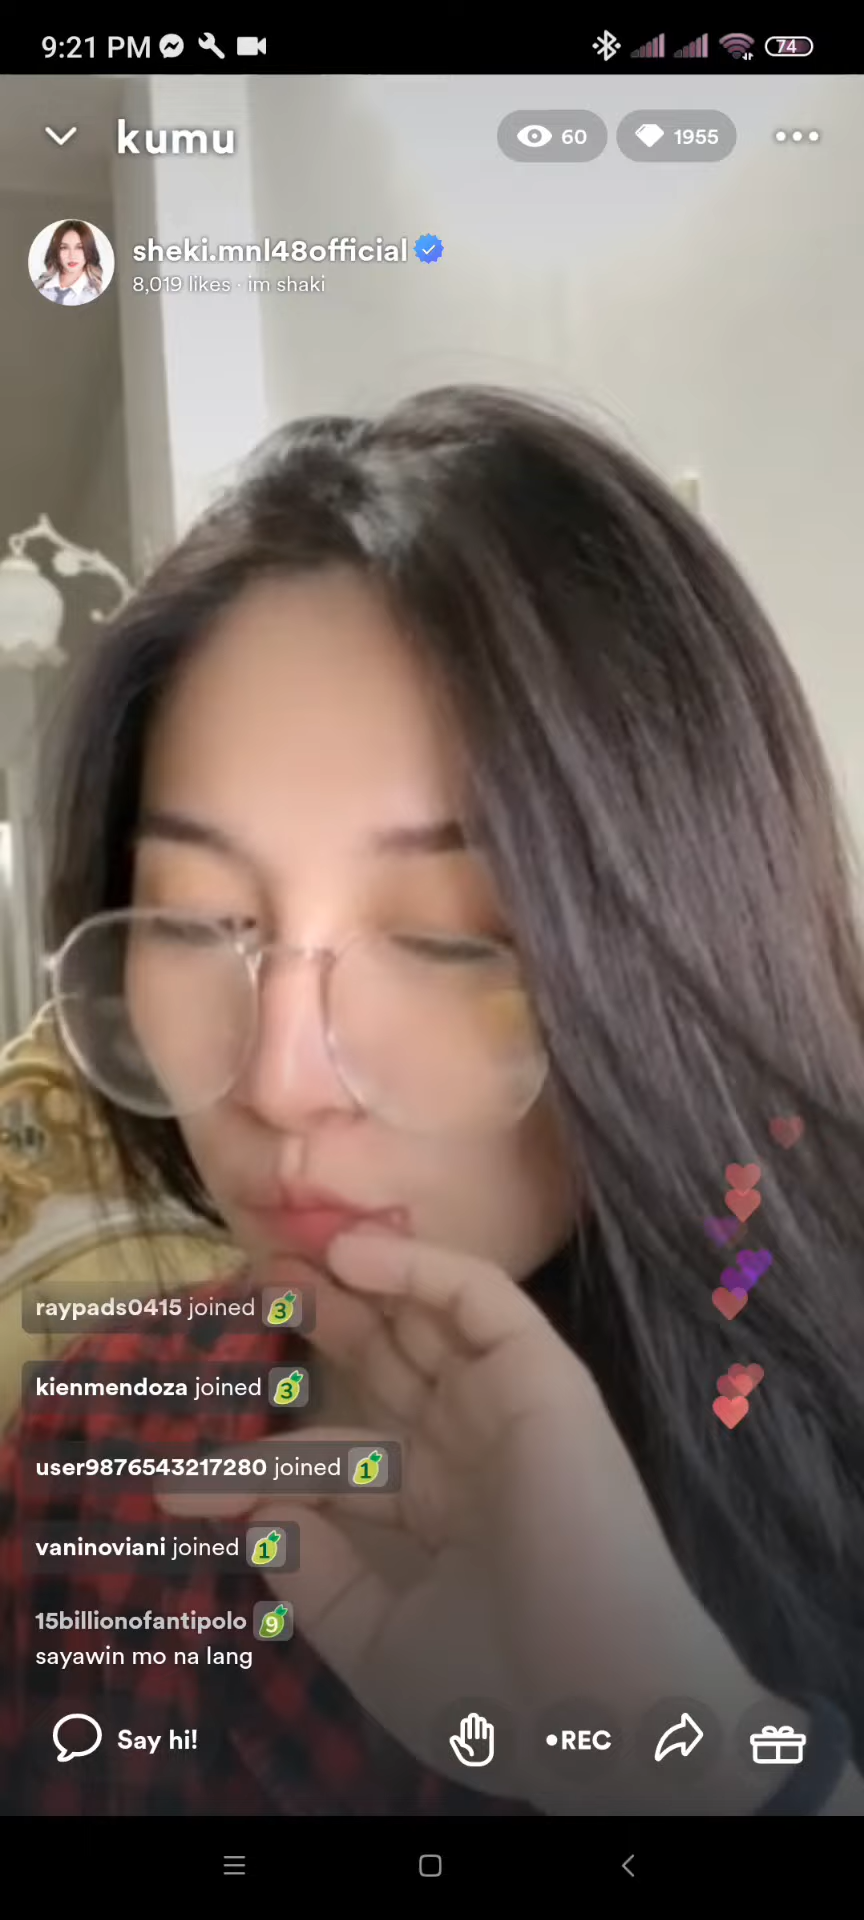 9:21 PM
74
kumu
60
1955
sheki.mnl48official
8,019 likes · im shaki
raypads0415 joined 3
kienmendoza joined 3
user9876543217280 joined 1
vaninoviani joined 1
15billionofantipolo 9
sayawin mo na lang
Say hi!
•REC